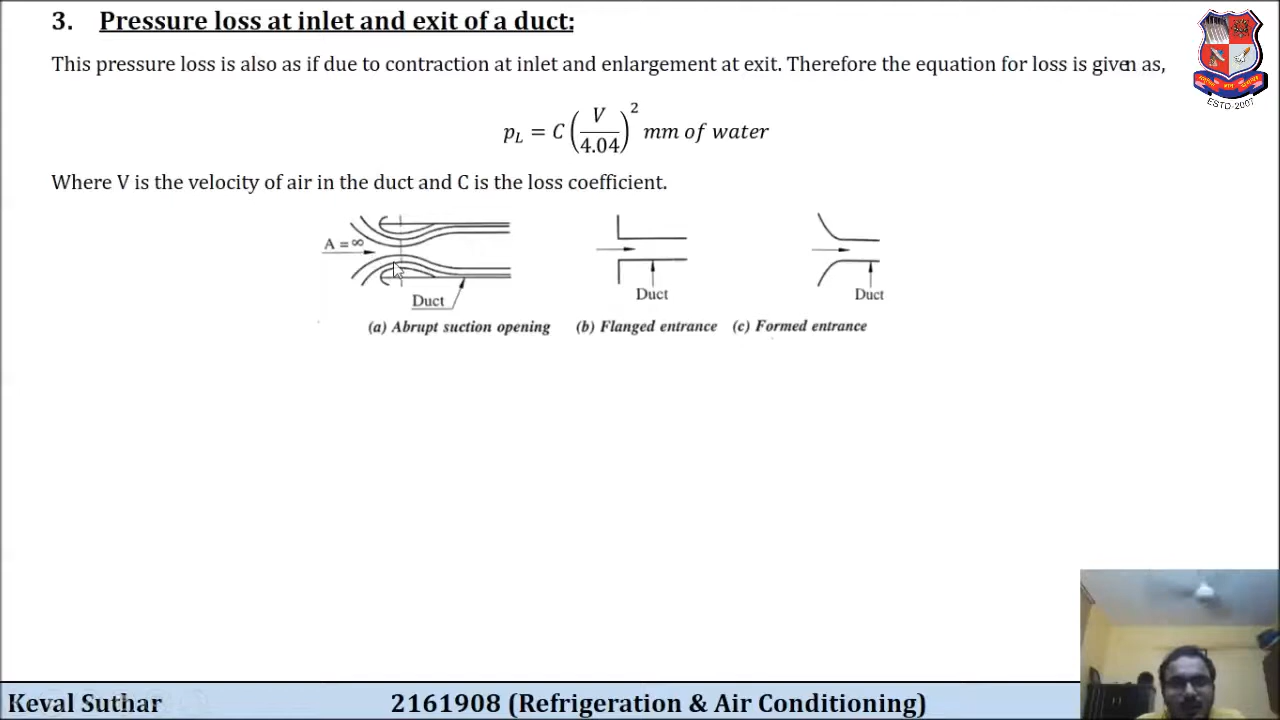 3. Pressure loss at inlet and exit of a duct:
This pressure loss is also as if due to contraction at inlet and enlargement at exit. Therefore the equation for loss is given as,
p_L = C (V/4.04)² mm of water
Where V is the velocity of air in the duct and C is the loss coefficient.
A = ∞
Duct
Duct
Duct
(a) Abrupt suction opening (b) Flanged entrance (c) Formed entrance
ESTD-2007
Keval Suthar 2161908 (Refrigeration & Air Conditioning)